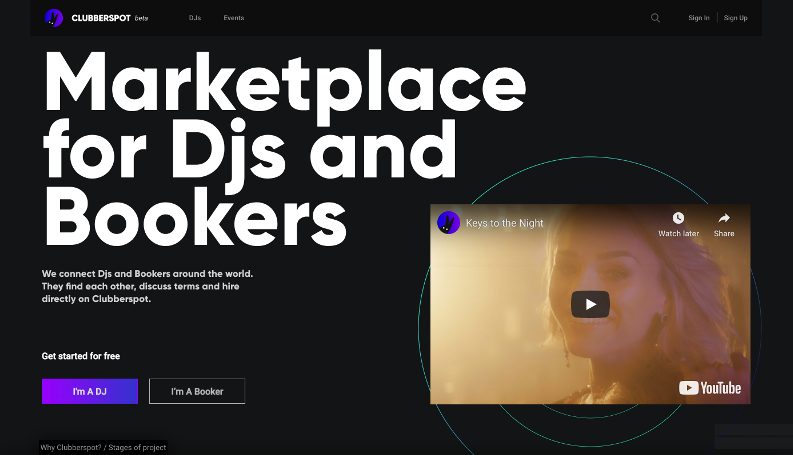 CLUBBERSPOT beta
DJs
Events
Sign In
Sign Up
Marketplace
for Djs and
Bookers
We connect Djs and Bookers around the world.
They find each other, discuss terms and hire
directly on Clubberspot.
Keys to the Night
Watch later
Share
YouTube
Get started for free
I'm A DJ
I'm A Booker
Why Clubberspot? / Stages of project